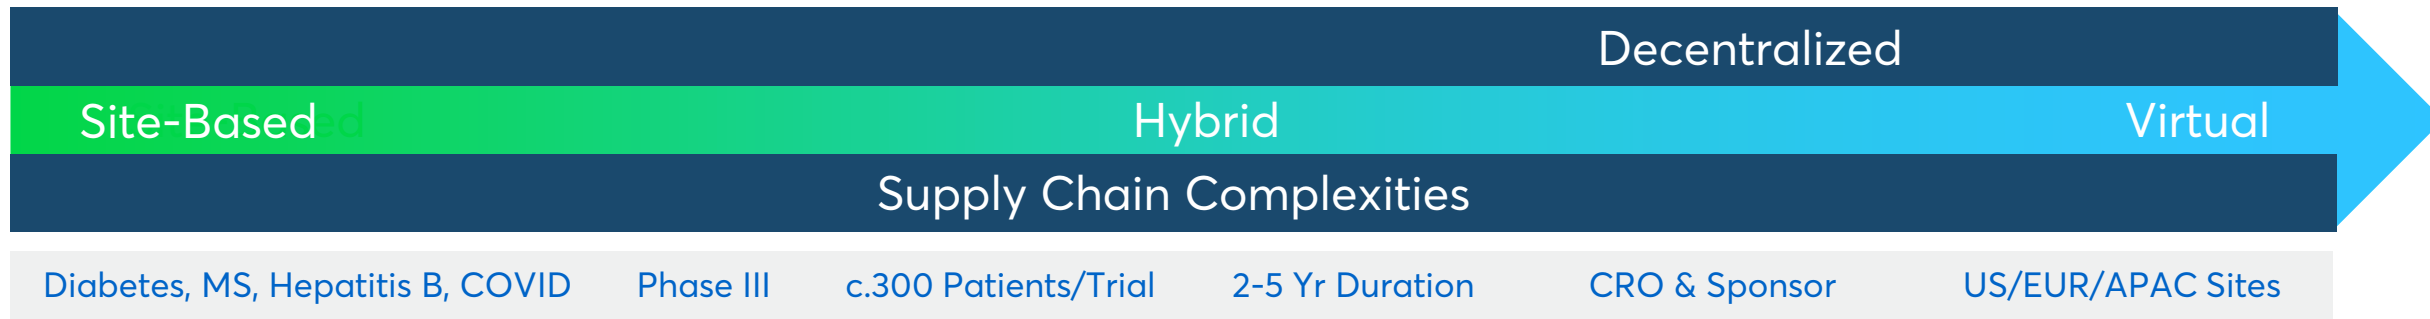 Decentralized
Site-Based Hybrid Virtual
Supply Chain Complexities
Diabetes, MS, Hepatitis B, COVID Phase III c.300 Patients/Trial 2-5 Yr Duration CRO & Sponsor US/EUR/APAC Sites